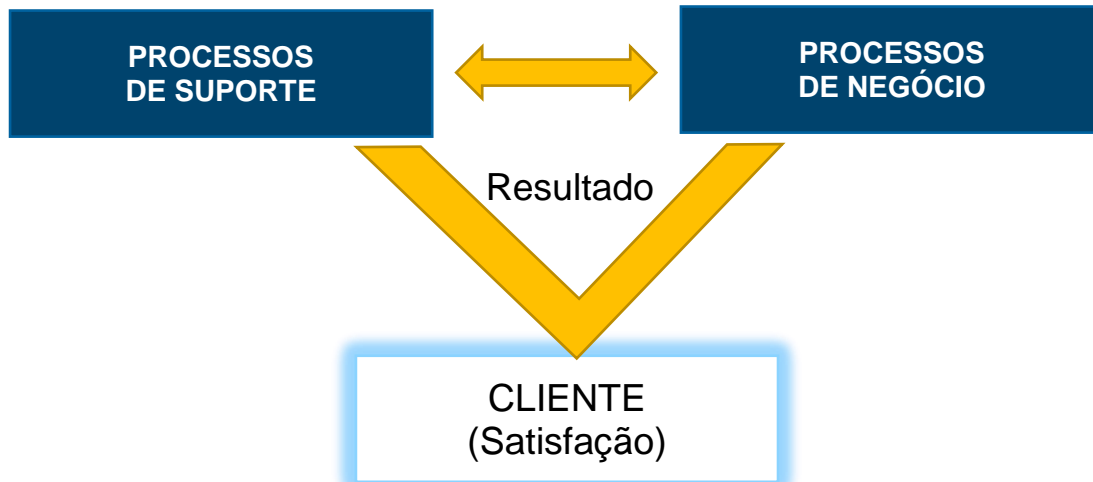 PROCESSOS
DE SUPORTE
PROCESSOS
DE NEGÓCIO
Resultado
CLIENTE
(Satisfação)